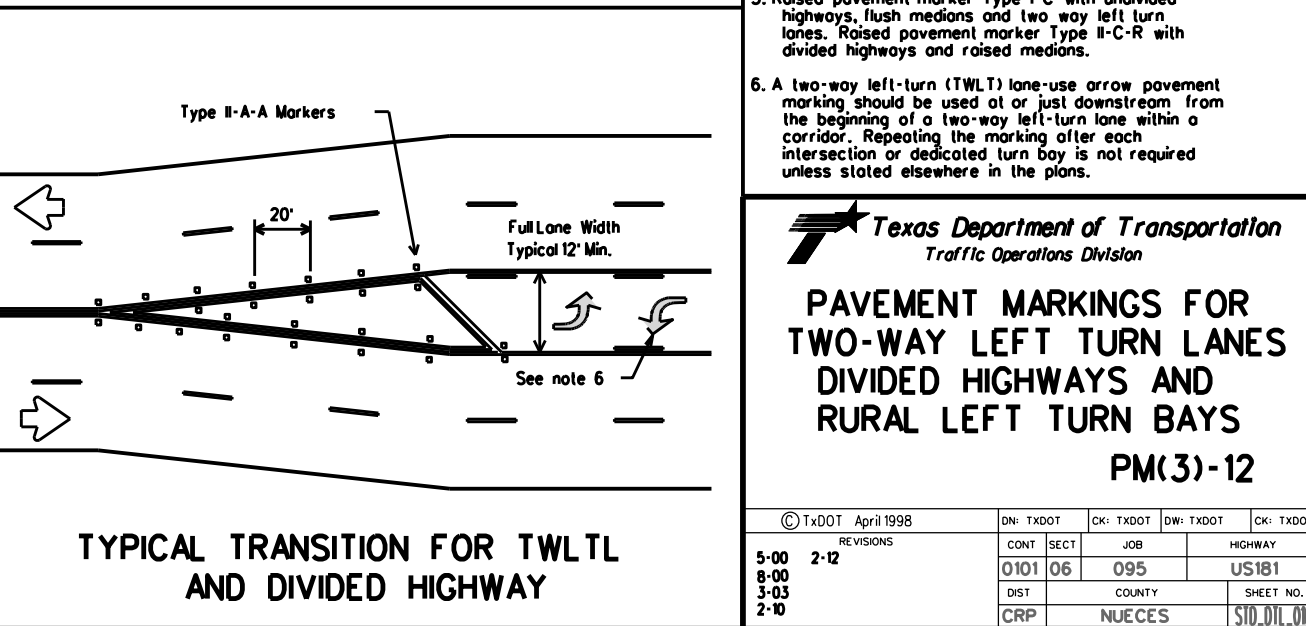 Type II-A-A Markers
20'
Full Lane Width
Typical 12' Min.
See note 6
TYPICAL TRANSITION FOR TWLTL
AND DIVIDED HIGHWAY
highways, flush medians and two way left turn
lanes. Raised pavement marker Type II-C-R with
divided highways and raised medians.
6. A two-way left-turn (TWLT) lane-use arrow pavement
marking should be used at or just downstream from
the beginning of a two-way left-turn lane within a
corridor. Repeating the marking after each
intersection or dedicated turn bay is not required
unless stated elsewhere in the plans.
Texas Department of Transportation
Traffic Operations Division
PAVEMENT MARKINGS FOR
TWO-WAY LEFT TURN LANES
DIVIDED HIGHWAYS AND
RURAL LEFT TURN BAYS
PM(3)-12
© TxDOT April 1998
DN: TXDOT
CK: TXDOT
DW: TXDOT
CK: TXDO
REVISIONS
5-00 2-12
8-00
3-03
2-10
CONT SECT JOB HIGHWAY
0101 06 095 US181
DIST COUNTY SHEET NO.
CRP NUECES